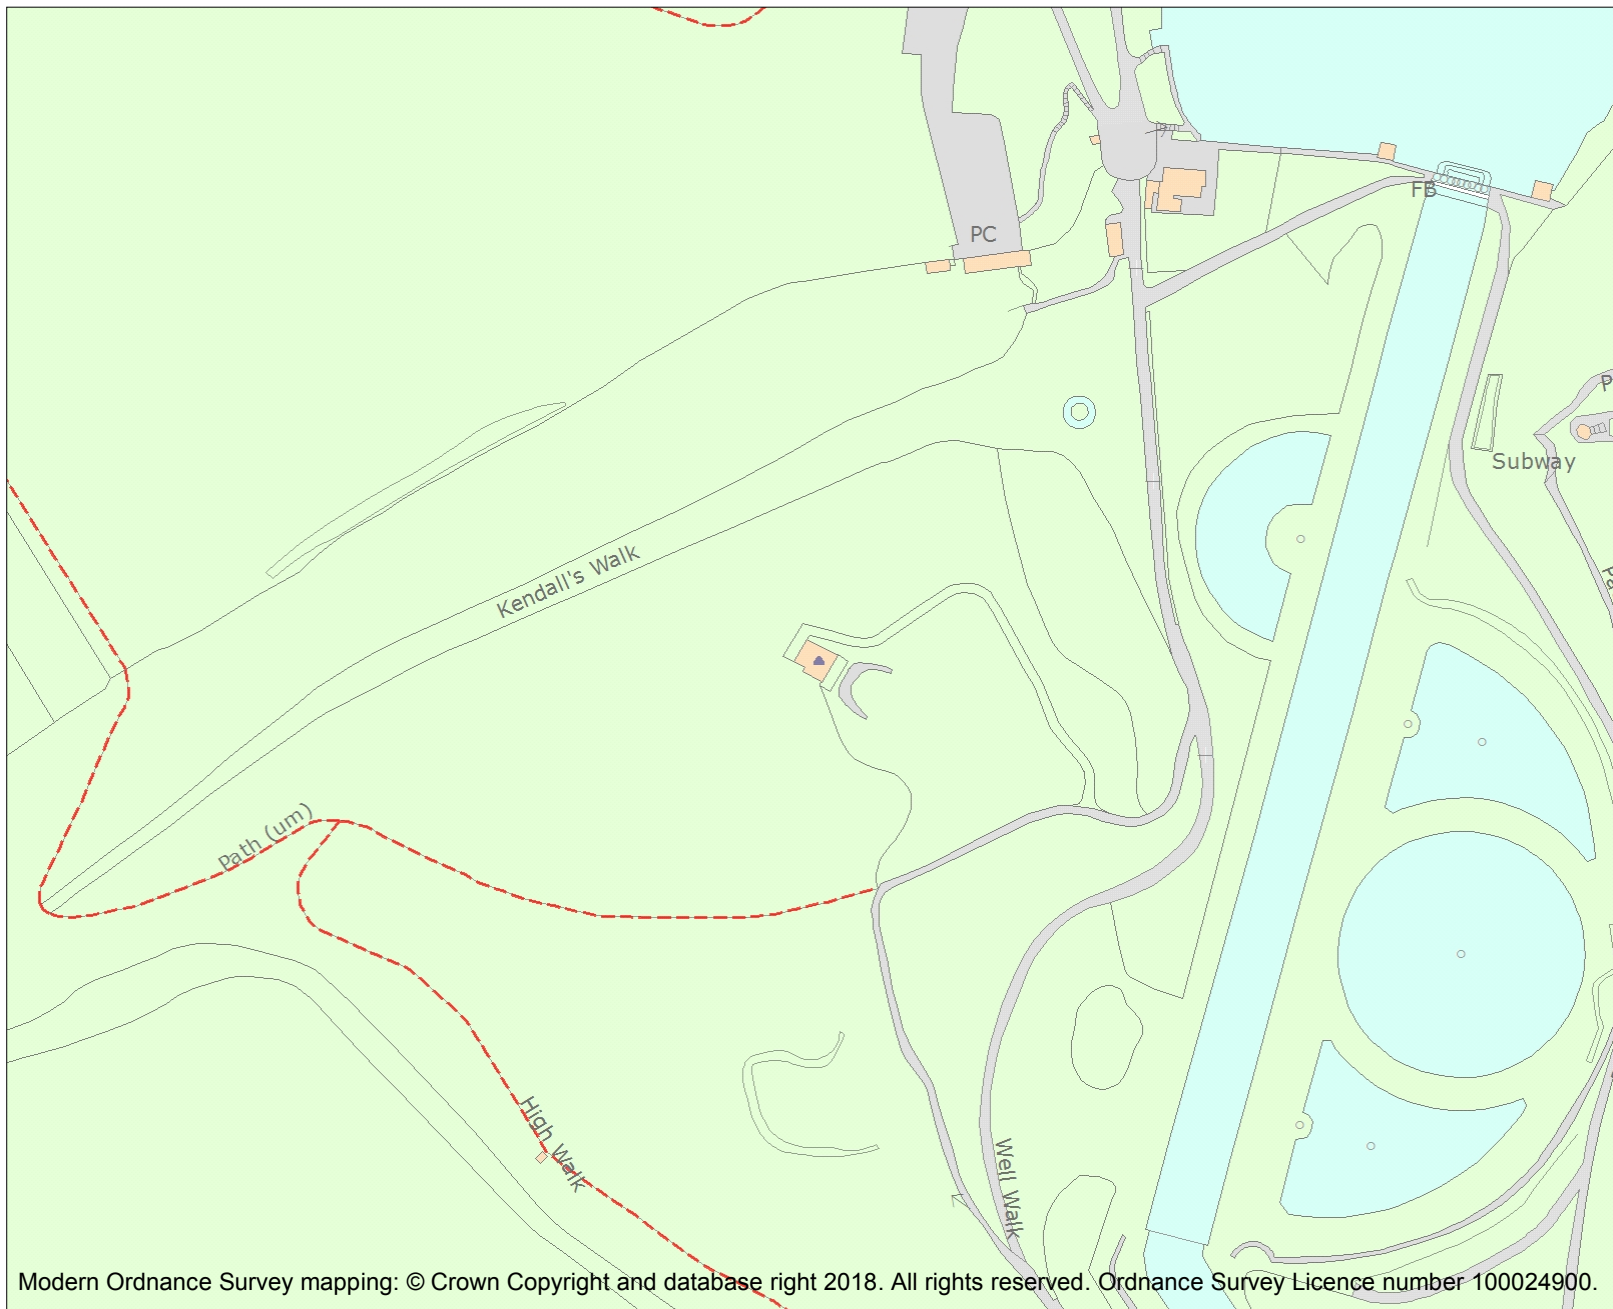 PC
FB
P
Subway
Kendall's Walk
Pa
Path (um)
High Walk
Well Walk
Modern Ordnance Survey mapping: © Crown Copyright and database right 2018. All rights reserved. Ordnance Survey Licence number 100024900.